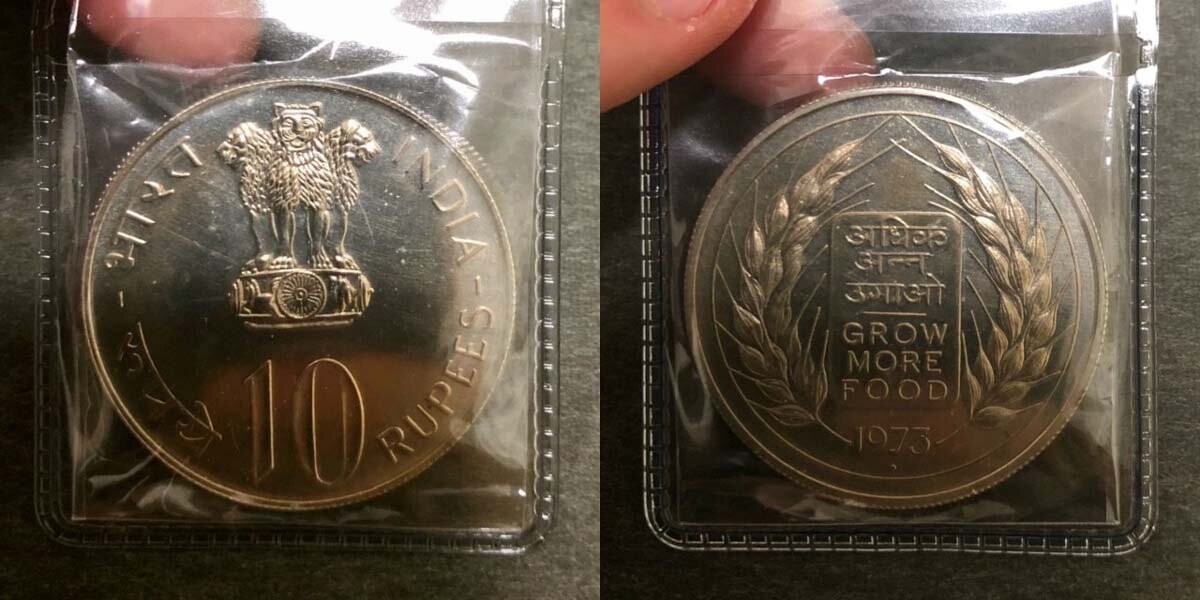 भारत - रुपये
INDIA - RUPEES
10
अधिक
अन्न
उगाओ
GROW
MORE
FOOD
1973